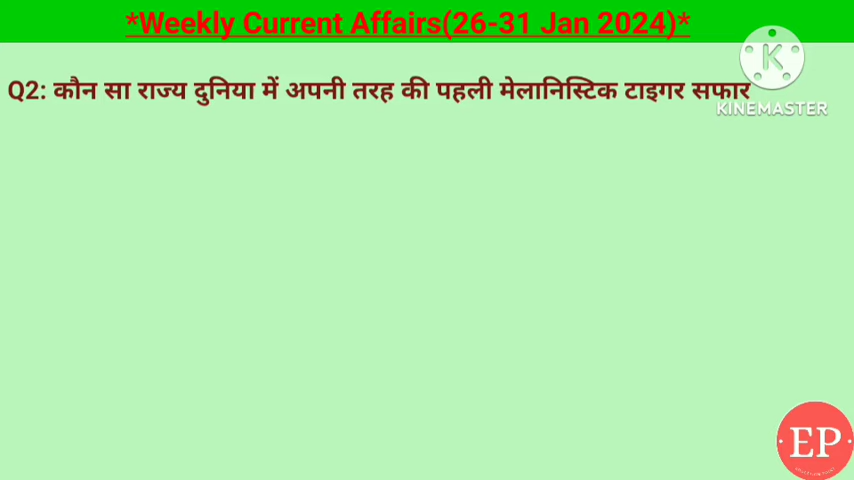 *Weekly Current Affairs(26-31 Jan 2024)*
Q2: कौन सा राज्य दुनिया में अपनी तरह की पहली मेलानिस्टिक टाइगर सफार
K
KINEMASTER
EP